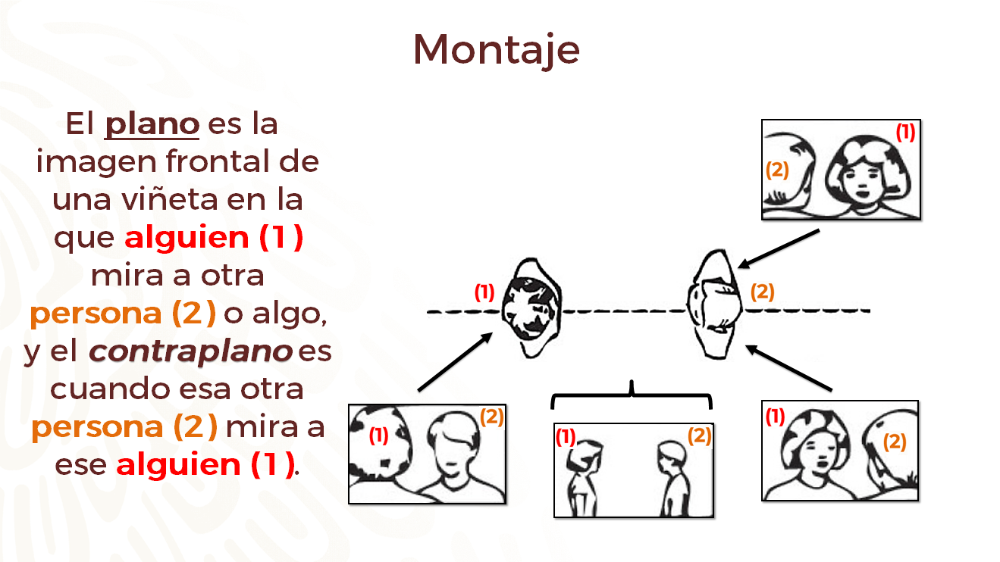 Montaje
El plano es la
imagen frontal de
una viñeta en la
que alguien (1)
mira a otra
persona (2) o algo,
y el contraplano es
cuando esa otra
persona (2) mira a
ese alguien (1).
(1)
(2)
(1)
(2)
(1)
(2)
(1)
(2)
(1)
(2)